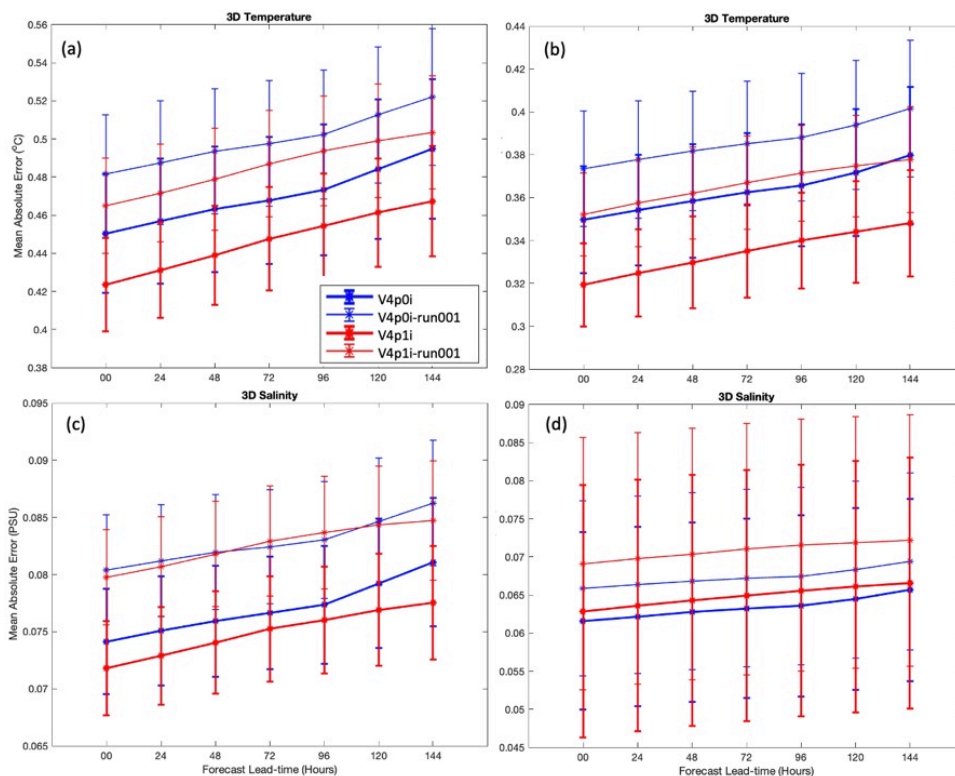 3D Temperature
(a)
Mean Absolute Error (°C)
0.56
0.54
0.52
0.5
0.48
0.46
0.44
0.42
0.4
0.38
00 24 48 72 96 120 144
V4p0i
V4p0i-run001
V4p1i
V4p1i-run001
3D Temperature
(b)
0.44
0.42
0.4
0.38
0.36
0.34
0.32
0.3
0.28
00 24 48 72 96 120 144
3D Salinity
(c)
Mean Absolute Error (PSU)
0.095
0.09
0.085
0.08
0.075
0.07
0.065
00 24 48 72 96 120 144
Forecast Lead-time (Hours)
3D Salinity
(d)
0.09
0.085
0.08
0.075
0.07
0.065
0.06
0.055
0.05
0.045
00 24 48 72 96 120 144
Forecast Lead-time (Hours)